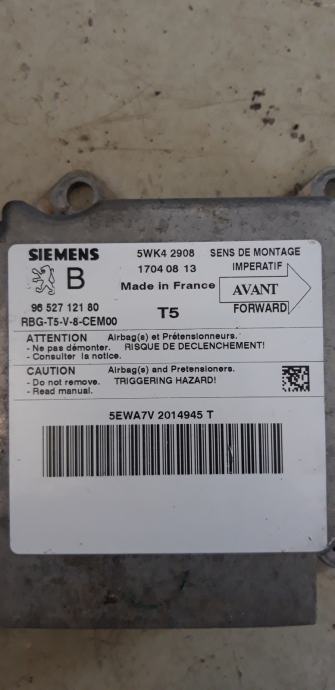 SIEMENS 5WK4 2908 SENS DE MONTAGE
1704 08 13 IMPERATIF
B Made in France AVANT
96 527 121 80 T5 FORWARD
RBG-T5-V-8-CEM00
ATTENTION Airbag(s) et Prétensionneurs.
- Ne pas démonter. RISQUE DE DECLENCHEMENT!
- Consulter la notice.
CAUTION Airbag(s) and Pretensioners.
- Do not remove. TRIGGERING HAZARD!
- Read manual.
5EWA7V 2014945 T